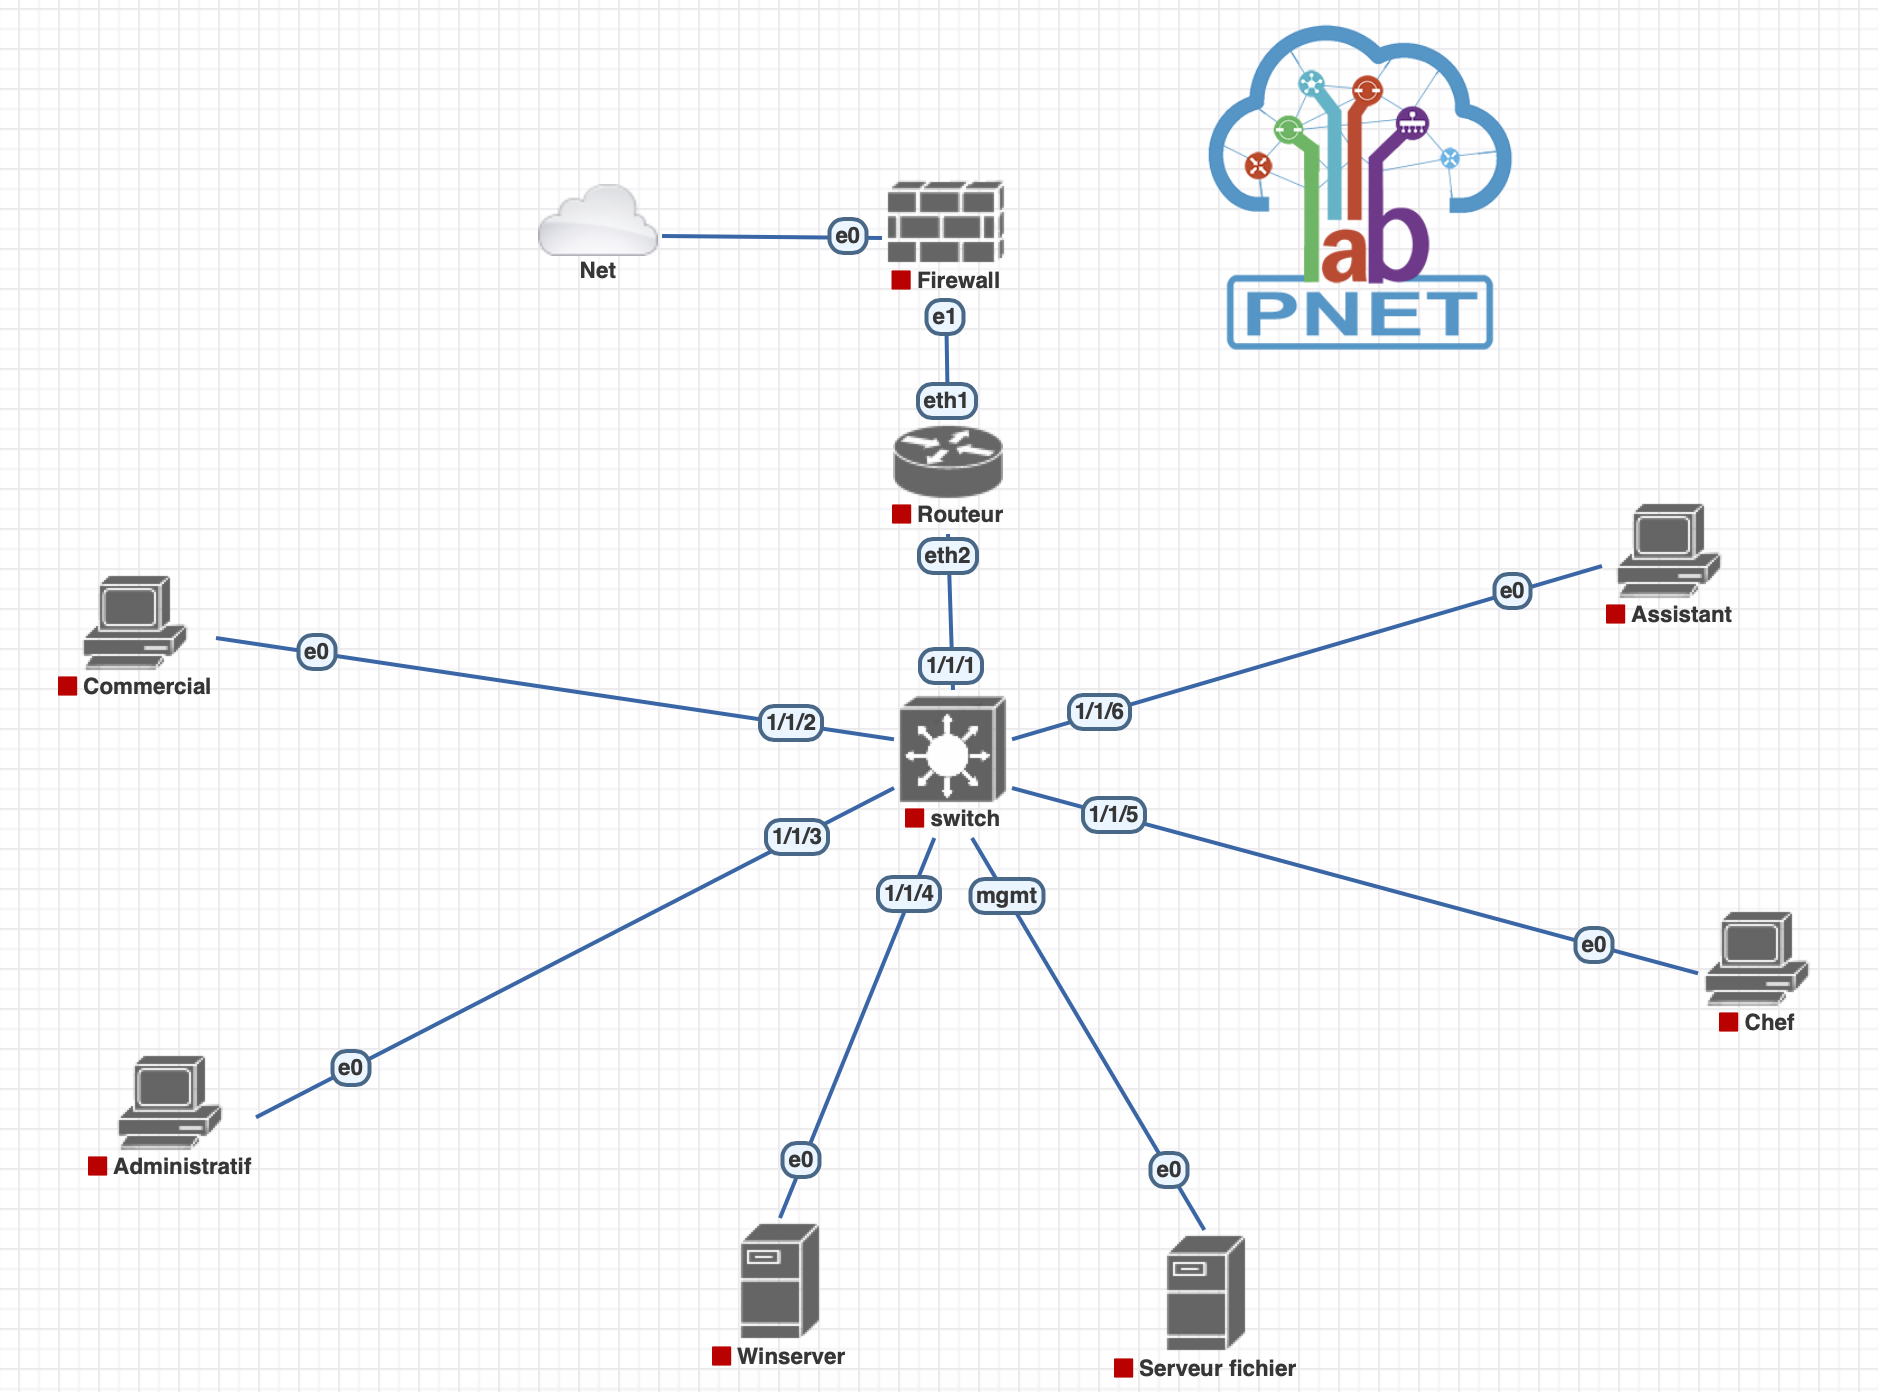 lab
PNET
Net
e0
Firewall
e1
eth1
Routeur
eth2
1/1/1
Commercial
e0
1/1/2
Assistant
e0
1/1/6
switch
1/1/3
1/1/4
mgmt
1/1/5
e0
Chef
Administratif
e0
e0
e0
Winserver
Serveur fichier